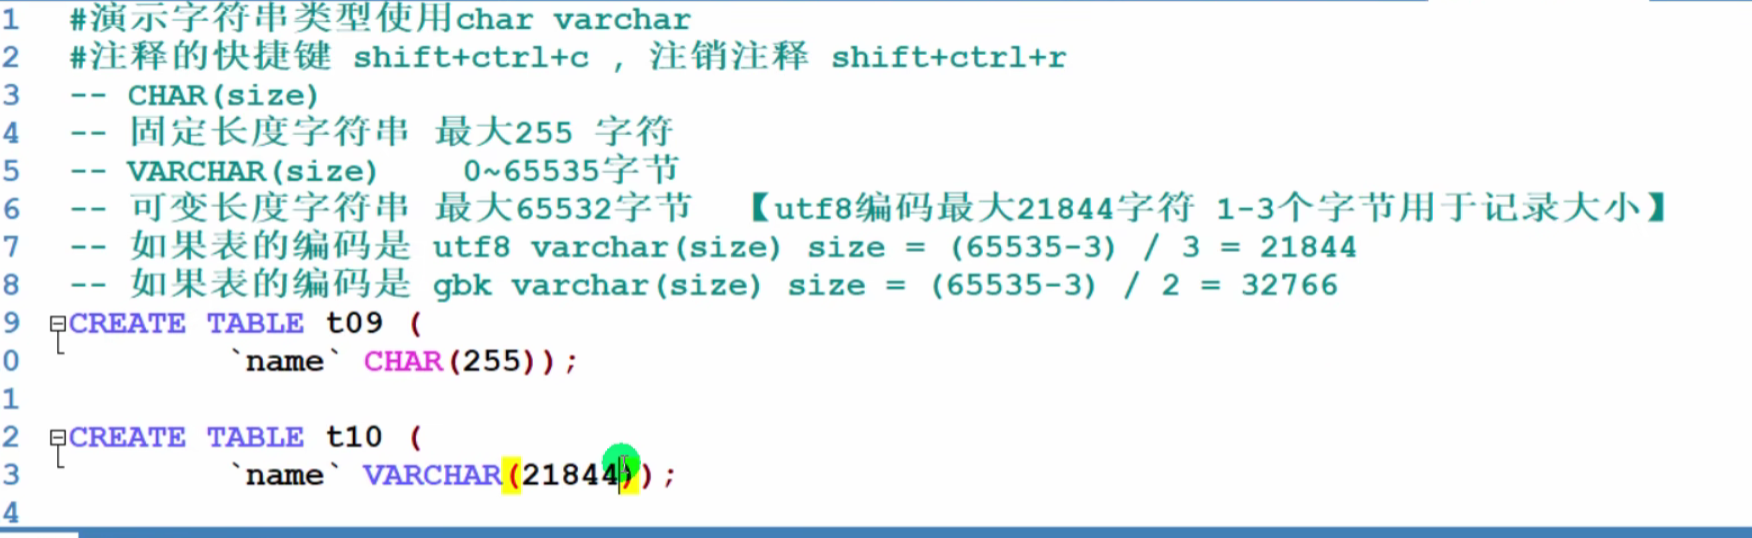 1 #演示字符串类型使用char varchar
2 #注释的快捷键 shift+ctrl+c , 注销注释 shift+ctrl+r
3 -- CHAR(size)
4 -- 固定长度字符串 最大255 字符
5 -- VARCHAR(size) 0~65535字节
6 -- 可变长度字符串 最大65532字节 【utf8编码最大21844字符 1-3个字节用于记录大小】
7 -- 如果表的编码是 utf8 varchar(size) size = (65535-3) / 3 = 21844
8 -- 如果表的编码是 gbk varchar(size) size = (65535-3) / 2 = 32766
9 CREATE TABLE t09 (
0 `name` CHAR(255));
1
2 CREATE TABLE t10 (
3 `name` VARCHAR(21844));
4